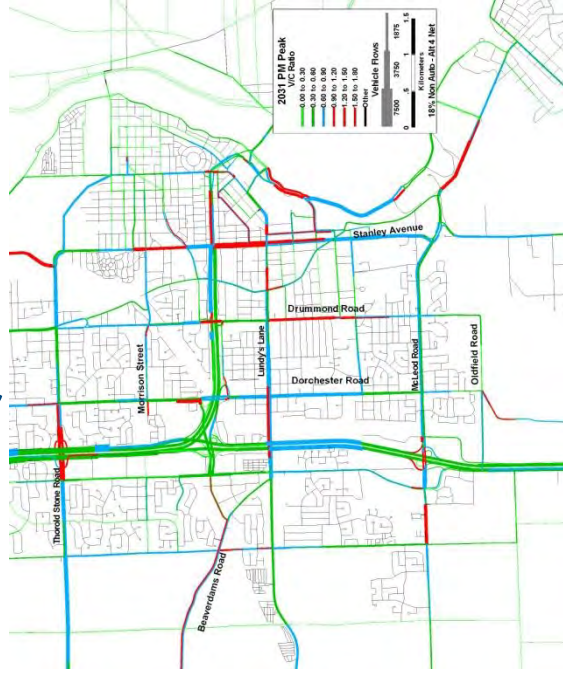 2031 PM Peak
V/C Ratio
0.00 to 0.30
0.30 to 0.60
0.60 to 0.90
0.90 to 1.20
1.20 to 1.50
1.50 to 1.80
Other
Vehicle Flows
7500 3750 1875
0 .5 1 1.5
Kilometers
18% Non Auto - Alt 4 Net
Thorold Stone Road
Morrison Street
Beaverdams Road
Lundy's Lane
Drummond Road
Dorchester Road
Stanley Avenue
McLeod Road
Oldfield Road